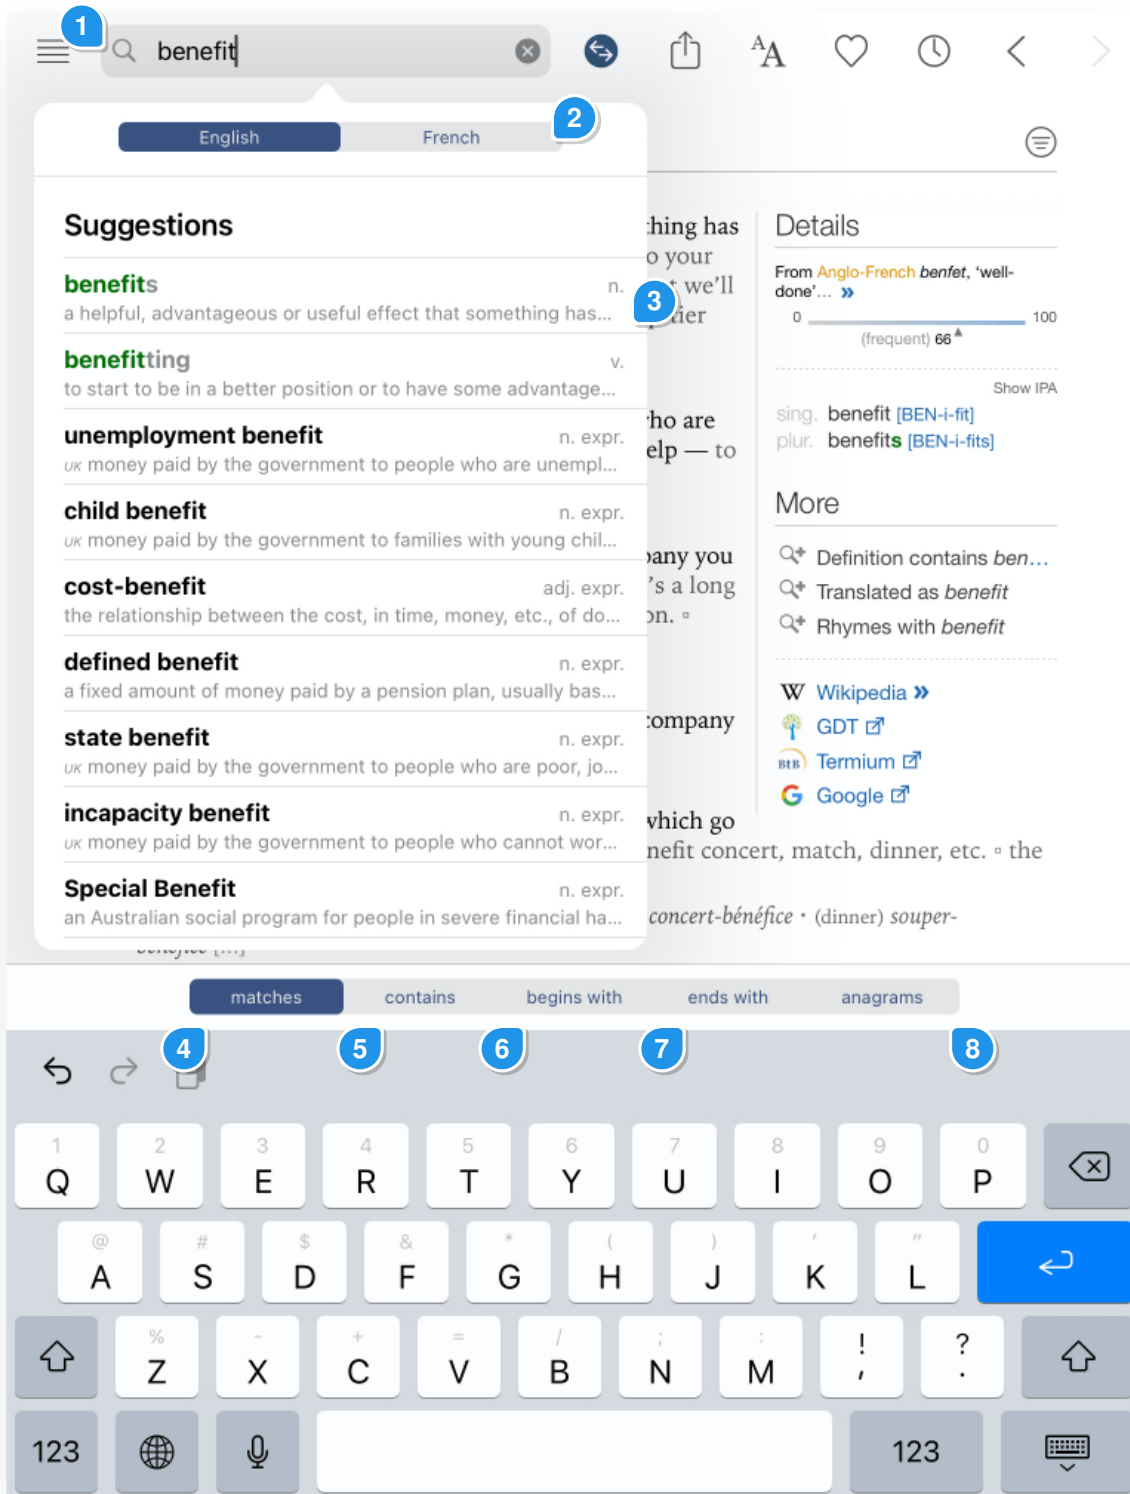 1
benefit
AA
2
English French
Suggestions
benefits n.
a helpful, advantageous or useful effect that something has...
3
benefitting v.
to start to be in a better position or to have some advantage...
unemployment benefit n. expr.
UK money paid by the government to people who are unempl...
child benefit n. expr.
UK money paid by the government to families with young chil...
cost-benefit adj. expr.
the relationship between the cost, in time, money, etc., of do...
defined benefit n. expr.
a fixed amount of money paid by a pension plan, usually bas...
state benefit n. expr.
UK money paid by the government to people who are poor, jo...
incapacity benefit n. expr.
UK money paid by the government to people who cannot wor...
Special Benefit n. expr.
an Australian social program for people in severe financial ha...
thing has
o your
we'll
ier
ho are
elp — to
any you
's a long
on. ▫
company
which go
nefit concert, match, dinner, etc. ▫ the
concert-bénéfice • (dinner) souper-
bénéfice [...]
Details
From Anglo-French benfet, ‘well-
done’... »
0 100
(frequent) 66
Show IPA
sing. benefit [BEN-i-fit]
plur. benefits [BEN-i-fits]
More
Definition contains ben...
Translated as benefit
Rhymes with benefit
W Wikipedia »
GDT
BtB Termium
G Google
matches contains begins with ends with anagrams
4 5 6 7 8
1 2 3 4 5 6 7 8 9 0
Q W E R T Y U I O P
@ # $ & * ( ) ' "
A S D F G H J K L
% - + = / ; : ! ?
Z X C V B N M , .
123 123